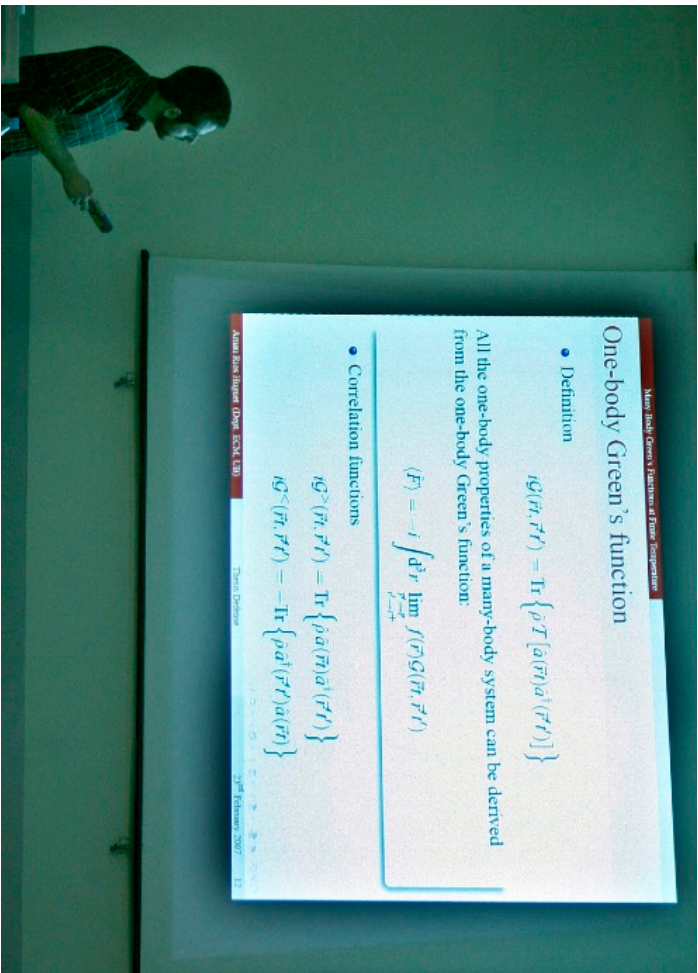 Many Body Green's Functions at Finite Temperature
One-body Green's function
• Definition
i𝒢(r⃗t, r⃗′t′) = Tr { ρ̂ 𝒯 [ â(r⃗t) â†(r⃗′t′) ] }
All the one-body properties of a many-body system can be derived
from the one-body Green's function:
⟨F̂⟩ = −i ∫ d³r lim f(r⃗) 𝒢(r⃗t, r⃗′t′)
• Correlation functions
i𝒢>(r⃗t, r⃗′t′) = Tr { ρ̂ â(r⃗t) â†(r⃗′t′) }
i𝒢<(r⃗t, r⃗′t′) = −Tr { ρ̂ â†(r⃗′t′) â(r⃗t) }
Arnau Rios Huguet (Dept. ECM, UB) Thesis Defense 23rd February 2007 12